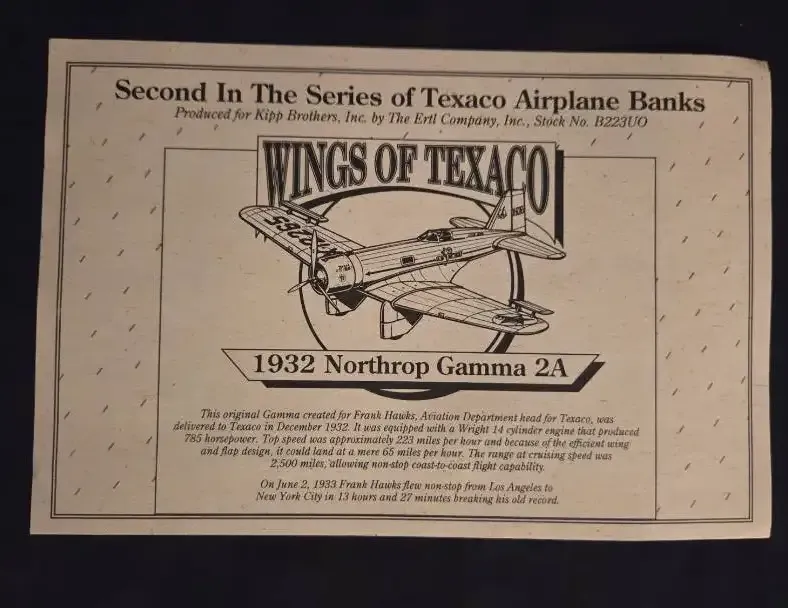 Second In The Series of Texaco Airplane Banks
Produced for Kipp Brothers, Inc. by The Ertl Company, Inc., Stock No. B223UO
WINGS OF TEXACO
1932 Northrop Gamma 2A
This original Gamma created for Frank Hawks, Aviation Department head for Texaco, was
delivered to Texaco in December 1932. It was equipped with a Wright 14 cylinder engine that produced
785 horsepower. Top speed was approximately 223 miles per hour and because of the efficient wing
and flap design, it could land at a mere 65 miles per hour. The range at cruising speed was
2,500 miles, allowing non-stop coast-to-coast flight capability.
On June 2, 1933 Frank Hawks flew non-stop from Los Angeles to
New York City in 13 hours and 27 minutes breaking his old record.